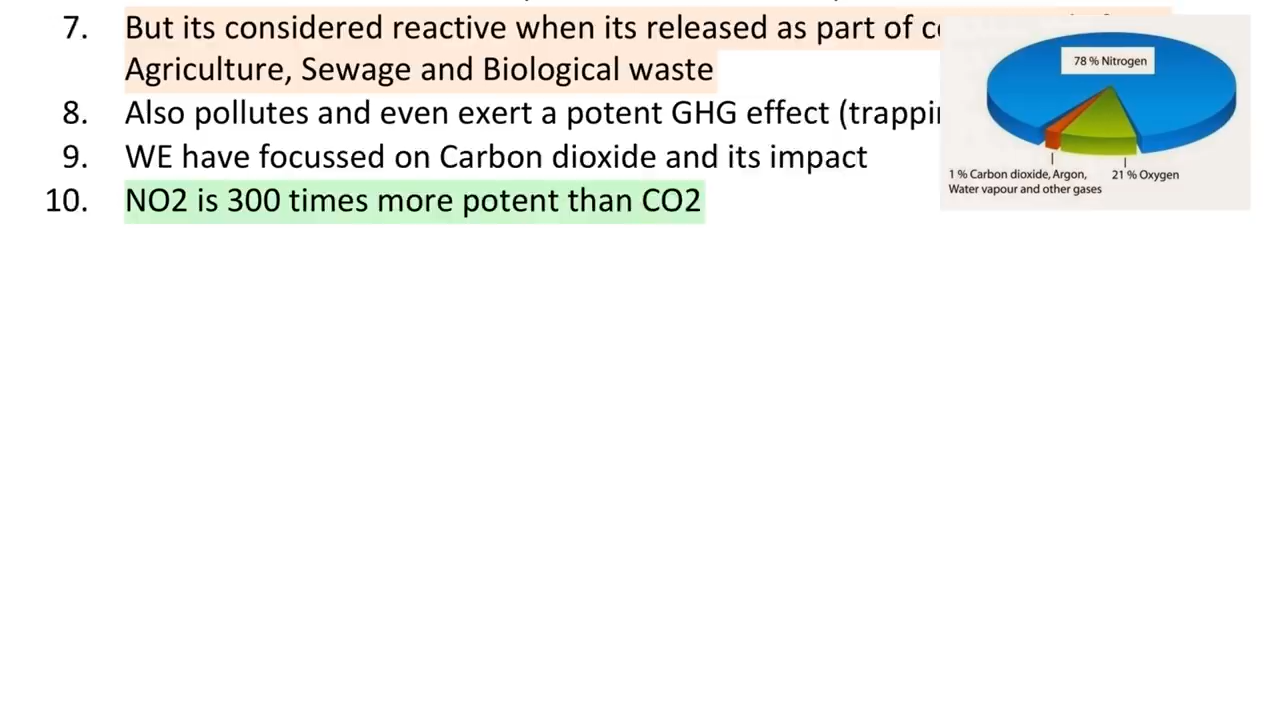 7. But its considered reactive when its released as part of
Agriculture, Sewage and Biological waste
8. Also pollutes and even exert a potent GHG effect
9. WE have focussed on Carbon dioxide and its impact
10. NO2 is 300 times more potent than CO2
78 % Nitrogen
1 % Carbon dioxide, Argon,
Water vapour and other gases
21 % Oxygen